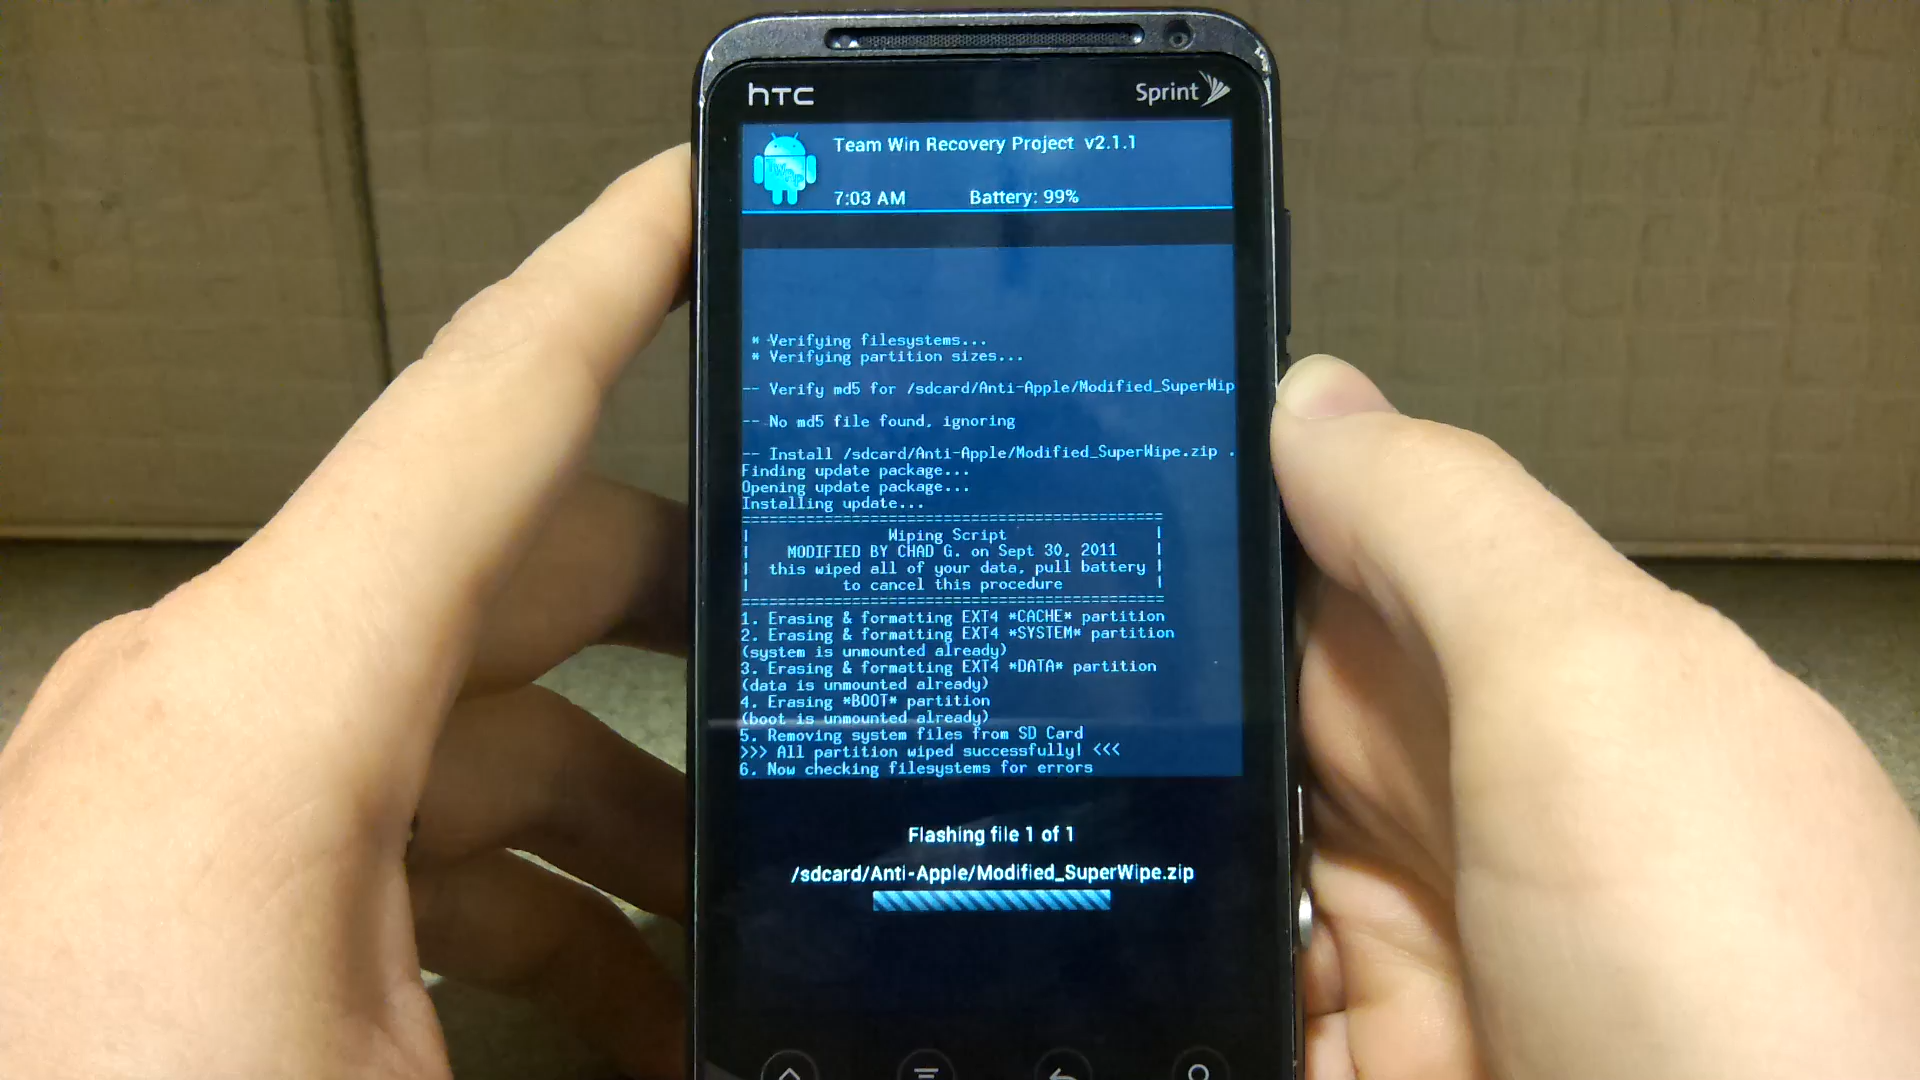 hTC
Sprint
Team Win Recovery Project v2.1.1
7:03 AM Battery: 99%
* Verifying filesystems...
* Verifying partition sizes...
-- Verify md5 for /sdcard/Anti-Apple/Modified_SuperWip
-- No md5 file found, ignoring
-- Install /sdcard/Anti-Apple/Modified_SuperWipe.zip .
Finding update package...
Opening update package...
Installing update...
==============================================
| Wiping Script |
| MODIFIED BY CHAD G. on Sept 30, 2011 |
| this wiped all of your data, pull battery |
| to cancel this procedure |
==============================================
1. Erasing & formatting EXT4 *CACHE* partition
2. Erasing & formatting EXT4 *SYSTEM* partition
(system is unmounted already)
3. Erasing & formatting EXT4 *DATA* partition
(data is unmounted already)
4. Erasing *BOOT* partition
(boot is unmounted already)
5. Removing system files from SD Card
>>> All partition wiped successfully! <<<
6. Now checking filesystems for errors
Flashing file 1 of 1
/sdcard/Anti-Apple/Modified_SuperWipe.zip